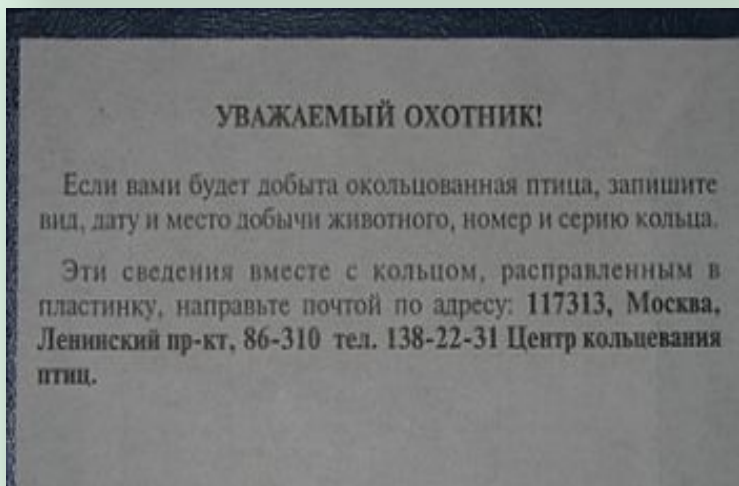 УВАЖАЕМЫЙ ОХОТНИК!
Если вами будет добыта окольцованная птица, запишите
вид, дату и место добычи животного, номер и серию кольца.
Эти сведения вместе с кольцом, расправленным в
пластинку, направьте почтой по адресу: 117313, Москва,
Ленинский пр-кт, 86-310 тел. 138-22-31 Центр кольцевания
птиц.